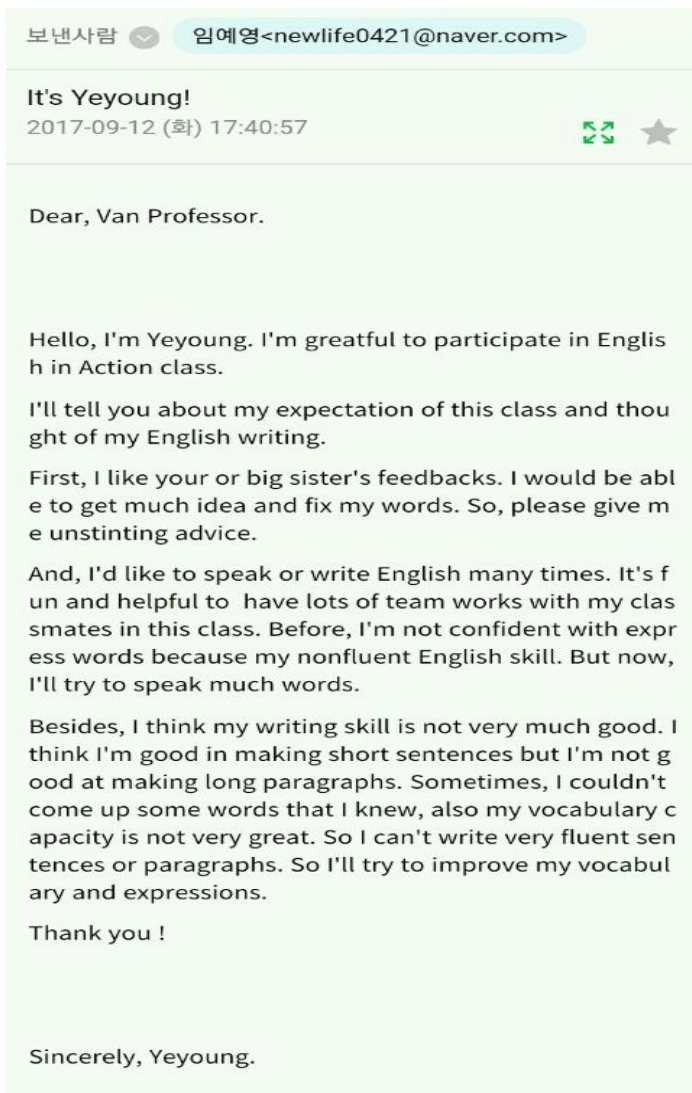 보낸사람 임예영<newlife0421@naver.com>
It's Yeyoung!
2017-09-12 (화) 17:40:57
Dear, Van Professor.
Hello, I'm Yeyoung. I'm greatful to participate in Englis
h in Action class.
I'll tell you about my expectation of this class and thou
ght of my English writing.
First, I like your or big sister's feedbacks. I would be abl
e to get much idea and fix my words. So, please give m
e unstinting advice.
And, I'd like to speak or write English many times. It's f
un and helpful to  have lots of team works with my clas
smates in this class. Before, I'm not confident with expr
ess words because my nonfluent English skill. But now,
I'll try to speak much words.
Besides, I think my writing skill is not very much good. I
think I'm good in making short sentences but I'm not g
ood at making long paragraphs. Sometimes, I couldn't
come up some words that I knew, also my vocabulary c
apacity is not very great. So I can't write very fluent sen
tences or paragraphs. So I'll try to improve my vocabul
ary and expressions.
Thank you !
Sincerely, Yeyoung.